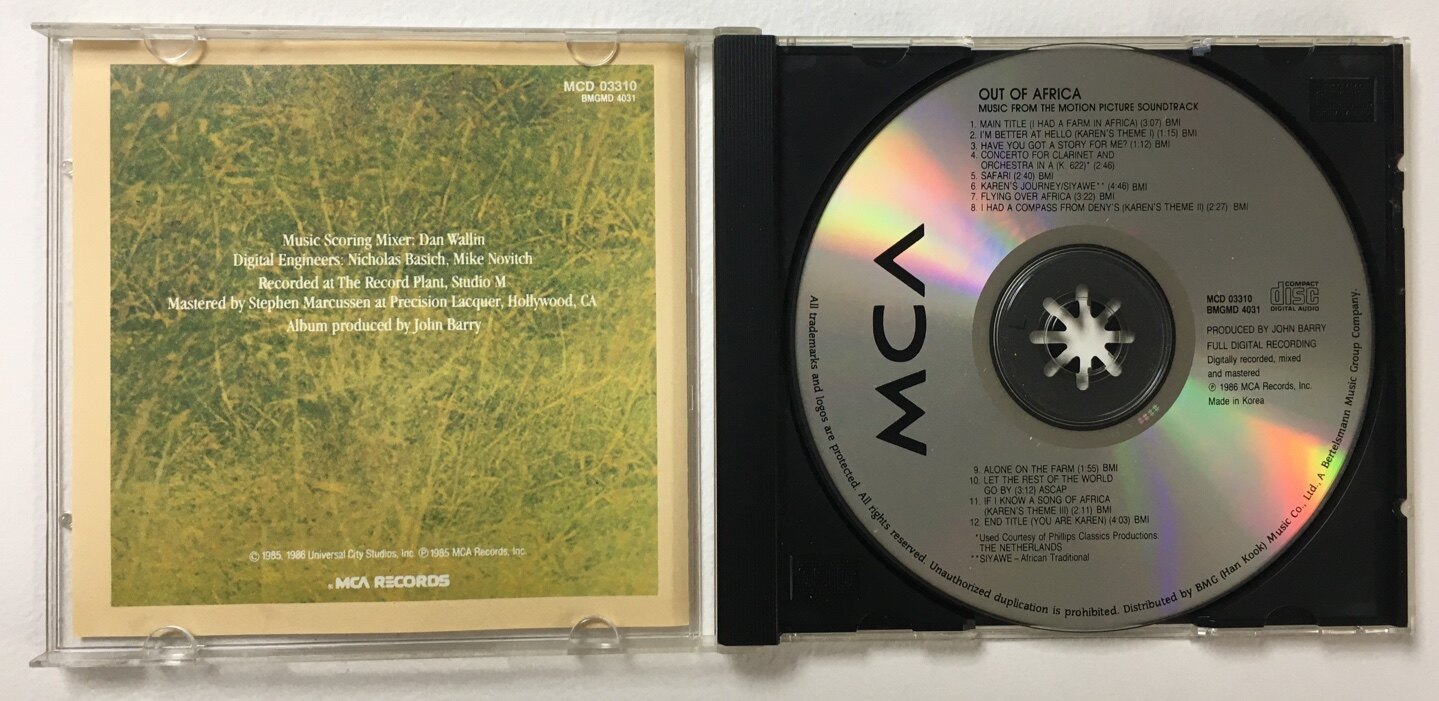 MCD 03310
BMGMD 4031
Music Scoring Mixer: Dan Wallin
Digital Engineers: Nicholas Basich, Mike Novitch
Recorded at The Record Plant, Studio M
Mastered by Stephen Marcussen at Precision Lacquer, Hollywood, CA
Album produced by John Barry
© 1985, 1986 Universal City Studios, Inc. ℗ 1985 MCA Records, Inc.
MCA RECORDS
OUT OF AFRICA
MUSIC FROM THE MOTION PICTURE SOUNDTRACK
1. MAIN TITLE (I HAD A FARM IN AFRICA) (3:07) BMI
2. I'M BETTER AT HELLO (KAREN'S THEME I) (1:15) BMI
3. HAVE YOU GOT A STORY FOR ME? (1:12) BMI
4. CONCERTO FOR CLARINET AND
ORCHESTRA IN A (K. 622)* (2:46)
5. SAFARI (2:40) BMI
6. KAREN'S JOURNEY/SIYAWE** (4:46) BMI
7. FLYING OVER AFRICA (3:22) BMI
8. I HAD A COMPASS FROM DENY'S (KAREN'S THEME II) (2:27) BMI
MCA
MCD 03310
BMGMD 4031
COMPACT
disc
DIGITAL AUDIO
PRODUCED BY JOHN BARRY
FULL DIGITAL RECORDING
Digitally recorded, mixed
and mastered
℗ 1986 MCA Records, Inc.
Made in Korea
9. ALONE ON THE FARM (1:55) BMI
10. LET THE REST OF THE WORLD
GO BY (3:12) ASCAP
11. IF I KNOW A SONG OF AFRICA
(KAREN'S THEME III) (2:11) BMI
12. END TITLE (YOU ARE KAREN) (4:03) BMI
*Used Courtesy of Phillips Classics Productions:
THE NETHERLANDS
**SIYAWE – African Traditional
All trademarks and logos are protected. All rights reserved. Unauthorized duplication is prohibited. Distributed by BMG (Han Kook) Music Co., Ltd., A Bertelsmann Music Group Company.